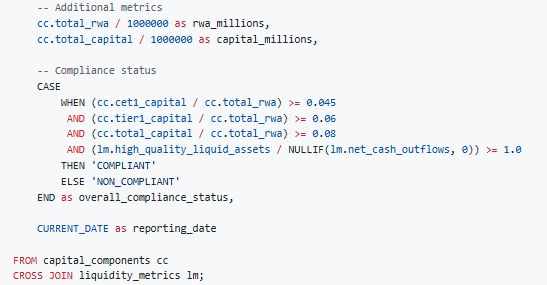 -- Additional metrics
cc.total_rwa / 1000000 as rwa_millions,
cc.total_capital / 1000000 as capital_millions,
-- Compliance status
CASE
WHEN (cc.cet1_capital / cc.total_rwa) >= 0.045
AND (cc.tier1_capital / cc.total_rwa) >= 0.06
AND (cc.total_capital / cc.total_rwa) >= 0.08
AND (lm.high_quality_liquid_assets / NULLIF(lm.net_cash_outflows, 0)) >= 1.0
THEN 'COMPLIANT'
ELSE 'NON_COMPLIANT'
END as overall_compliance_status,
CURRENT_DATE as reporting_date
FROM capital_components cc
CROSS JOIN liquidity_metrics lm;